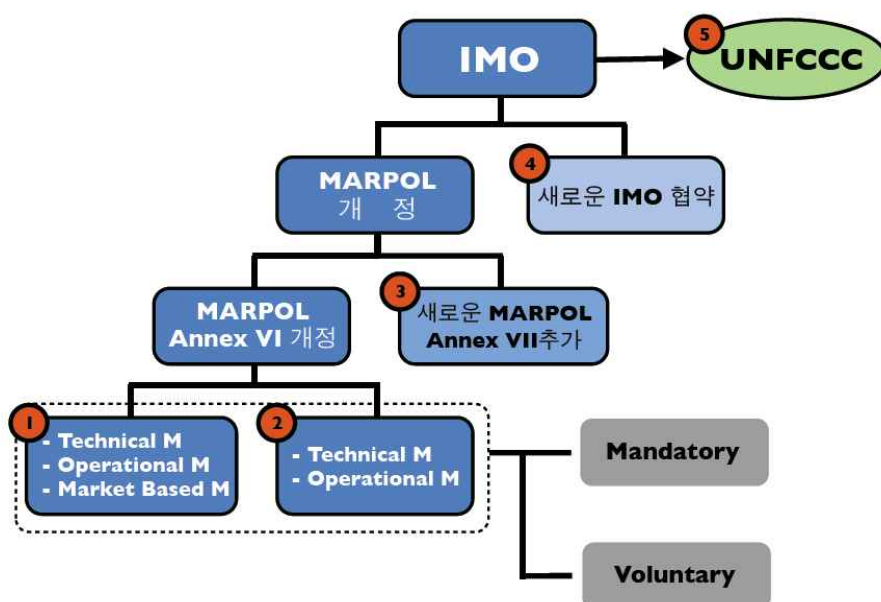 IMO
5
UNFCCC
MARPOL
개 정
4
새로운 IMO 협약
MARPOL
Annex VI 개정
3
새로운 MARPOL
Annex VII추가
1
- Technical M
- Operational M
- Market Based M
2
- Technical M
- Operational M
Mandatory
Voluntary